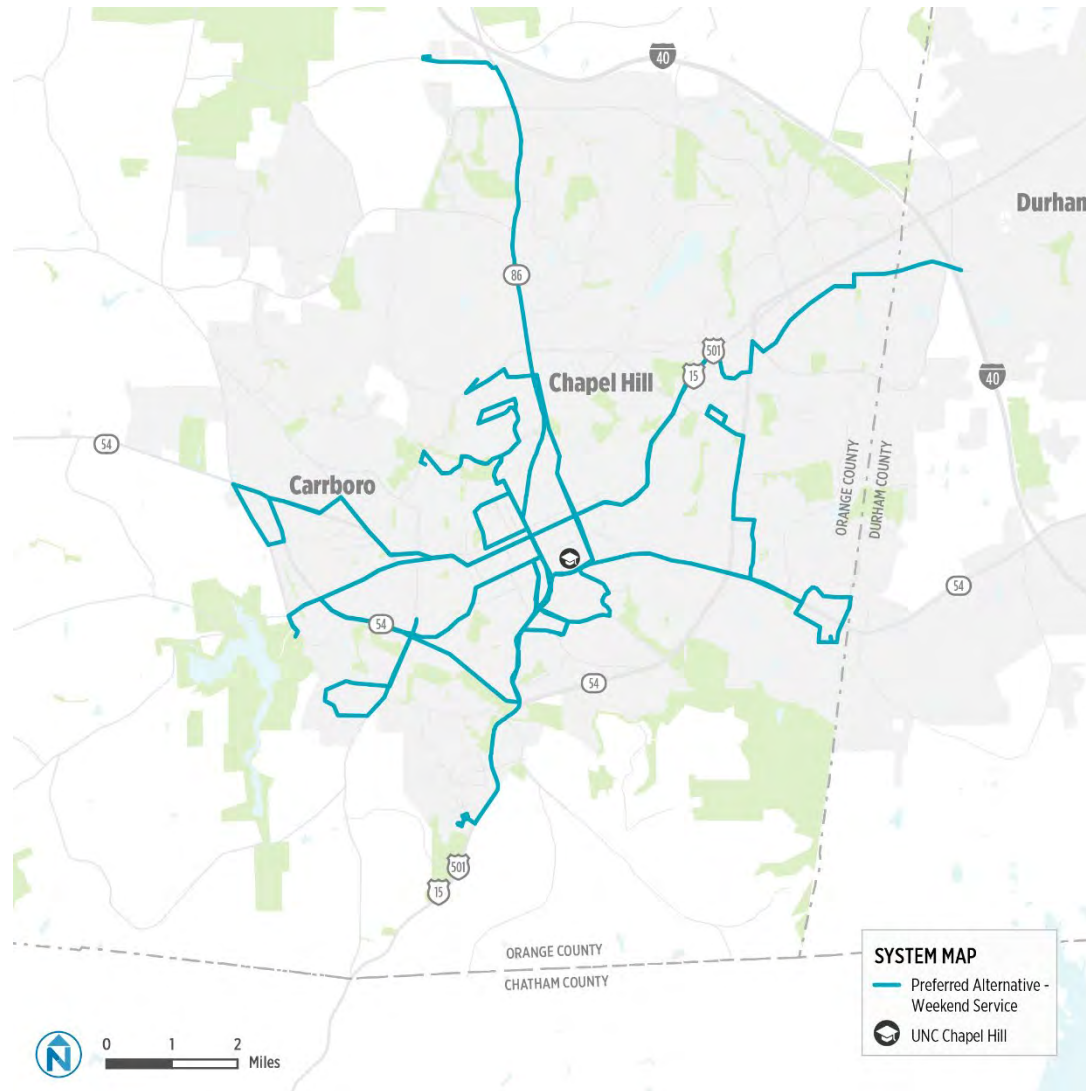 40
Durham
86
501
15
Chapel Hill
40
54
Carrboro
ORANGE COUNTY
DURHAM COUNTY
54
54
54
501
15
ORANGE COUNTY
CHATHAM COUNTY
SYSTEM MAP
Preferred Alternative -
Weekend Service
UNC Chapel Hill
N
0 1 2
Miles